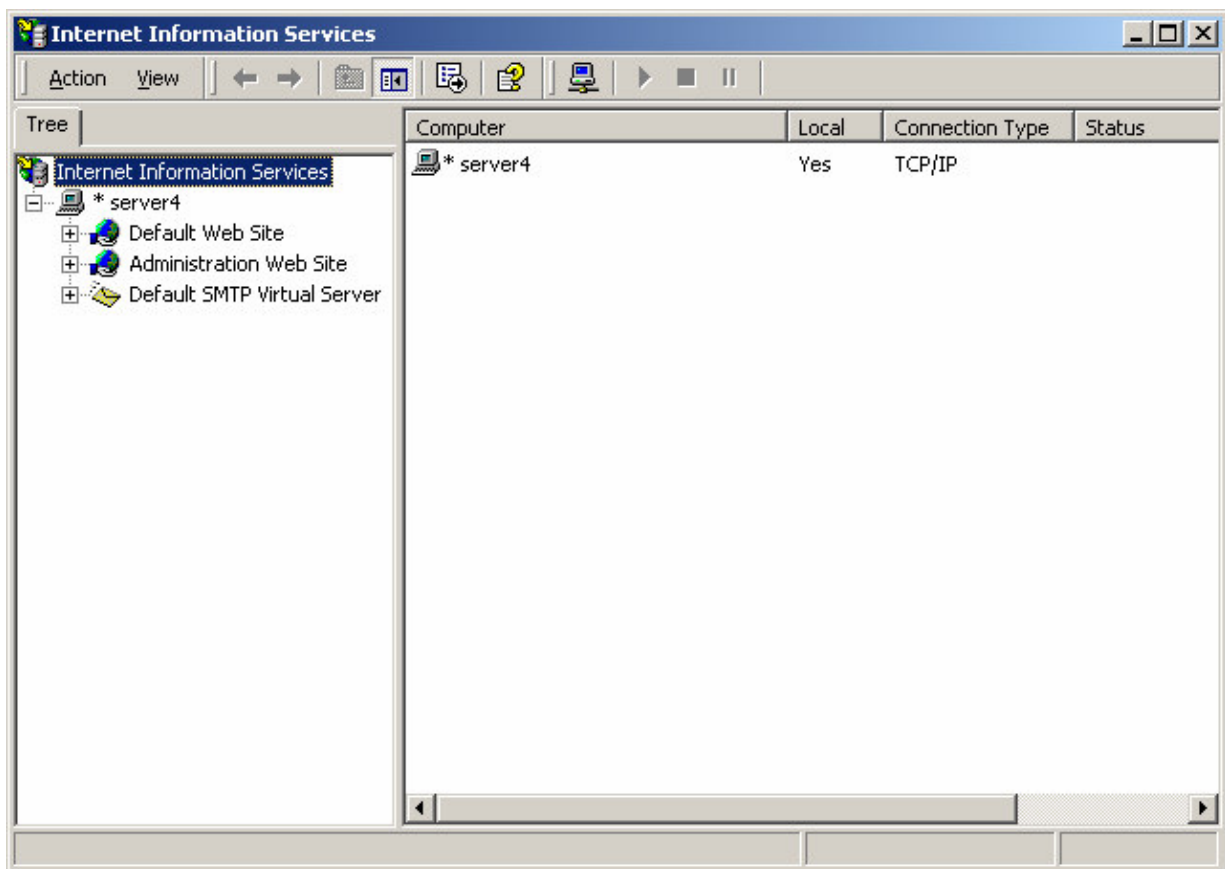 Internet Information Services
Action View
Tree
Computer Local Connection Type Status
Internet Information Services
* server4
Default Web Site
Administration Web Site
Default SMTP Virtual Server
* server4 Yes TCP/IP